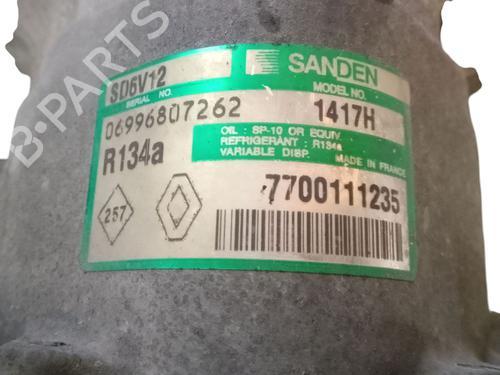 B-PARTS
SD6V12
SANDEN
SERIAL NO.
MODEL NO.
06996807262
1417H
R134a
OIL : SP-10 OR EQUIV.
REFRIGERANT : R134a
VARIABLE DISP.
MADE IN FRANCE
257
7700111235